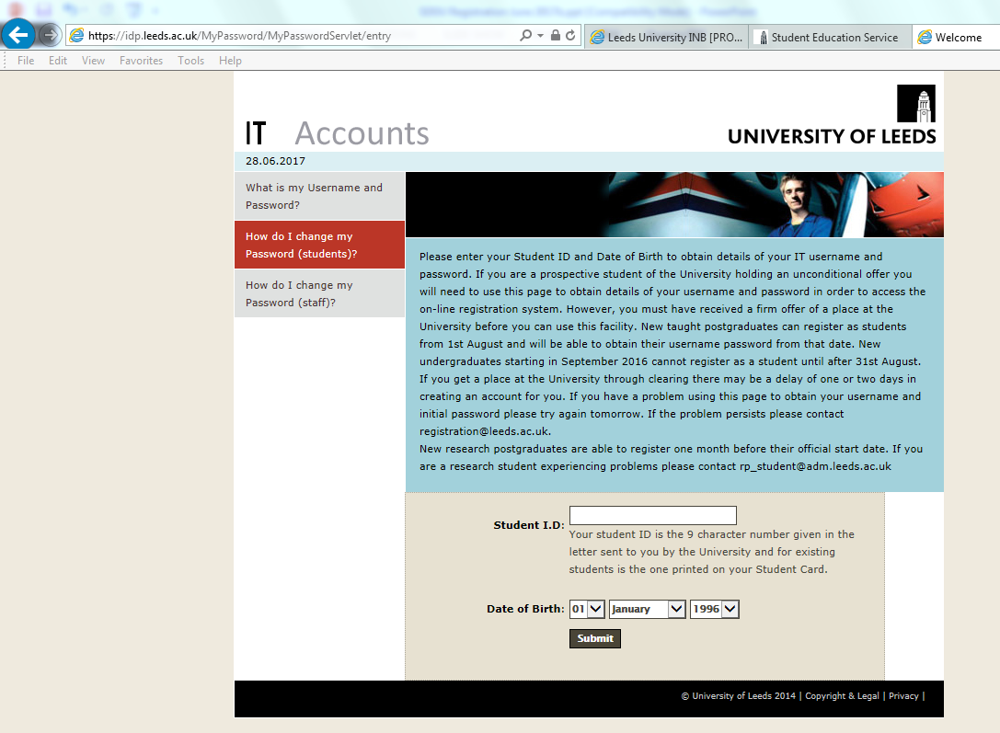 https://idp.leeds.ac.uk/MyPassword/MyPasswordServlet/entry
Leeds University INB [PRO...
Student Education Service
Welcome
File Edit View Favorites Tools Help
IT Accounts
UNIVERSITY OF LEEDS
28.06.2017
What is my Username and
Password?
How do I change my
Password (students)?
How do I change my
Password (staff)?
Please enter your Student ID and Date of Birth to obtain details of your IT username and
password. If you are a prospective student of the University holding an unconditional offer you
will need to use this page to obtain details of your username and password in order to access the
on-line registration system. However, you must have received a firm offer of a place at the
University before you can use this facility. New taught postgraduates can register as students
from 1st August and will be able to obtain their username password from that date. New
undergraduates starting in September 2016 cannot register as a student until after 31st August.
If you get a place at the University through clearing there may be a delay of one or two days in
creating an account for you. If you have a problem using this page to obtain your username and
initial password please try again tomorrow. If the problem persists please contact
registration@leeds.ac.uk.
New research postgraduates are able to register one month before their official start date. If you
are a research student experiencing problems please contact rp_student@adm.leeds.ac.uk
Student I.D:
Your student ID is the 9 character number given in the
letter sent to you by the University and for existing
students is the one printed on your Student Card.
Date of Birth: 01 January 1996
Submit
© University of Leeds 2014 | Copyright & Legal | Privacy |